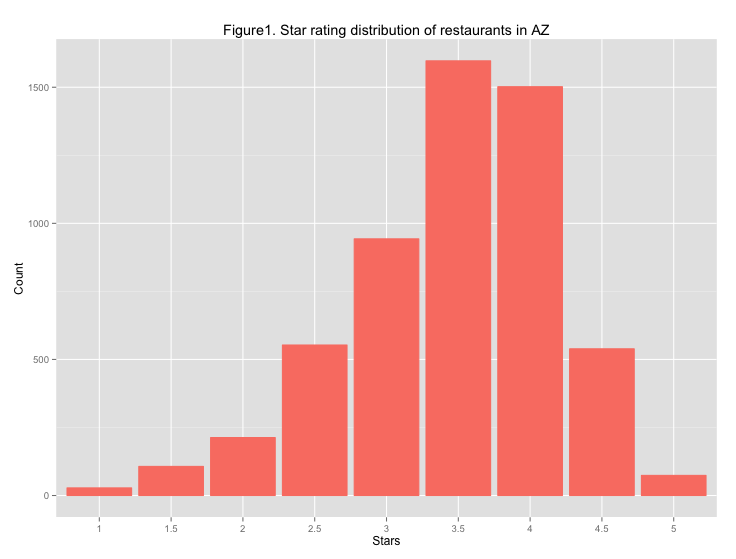 Figure1. Star rating distribution of restaurants in AZ
Count
1500
1000
500
0
1 1.5 2 2.5 3 3.5 4 4.5 5
Stars